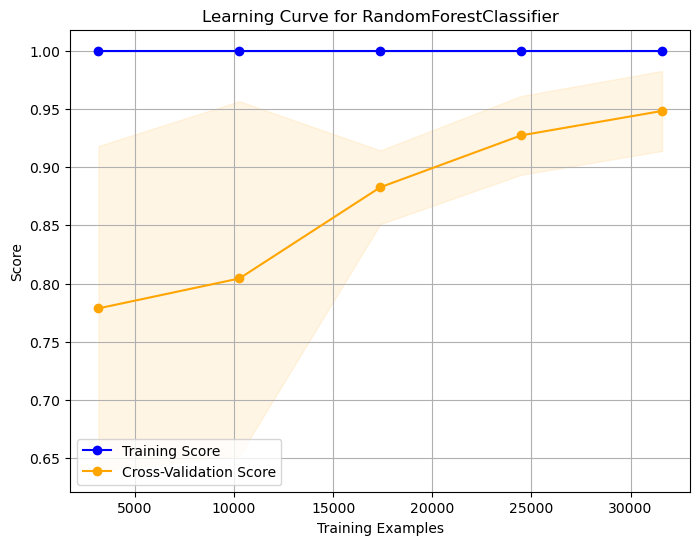 Learning Curve for RandomForestClassifier
1.00
0.95
0.90
0.85
0.80
0.75
0.70
0.65
Score
Training Score
Cross-Validation Score
5000 10000 15000 20000 25000 30000
Training Examples